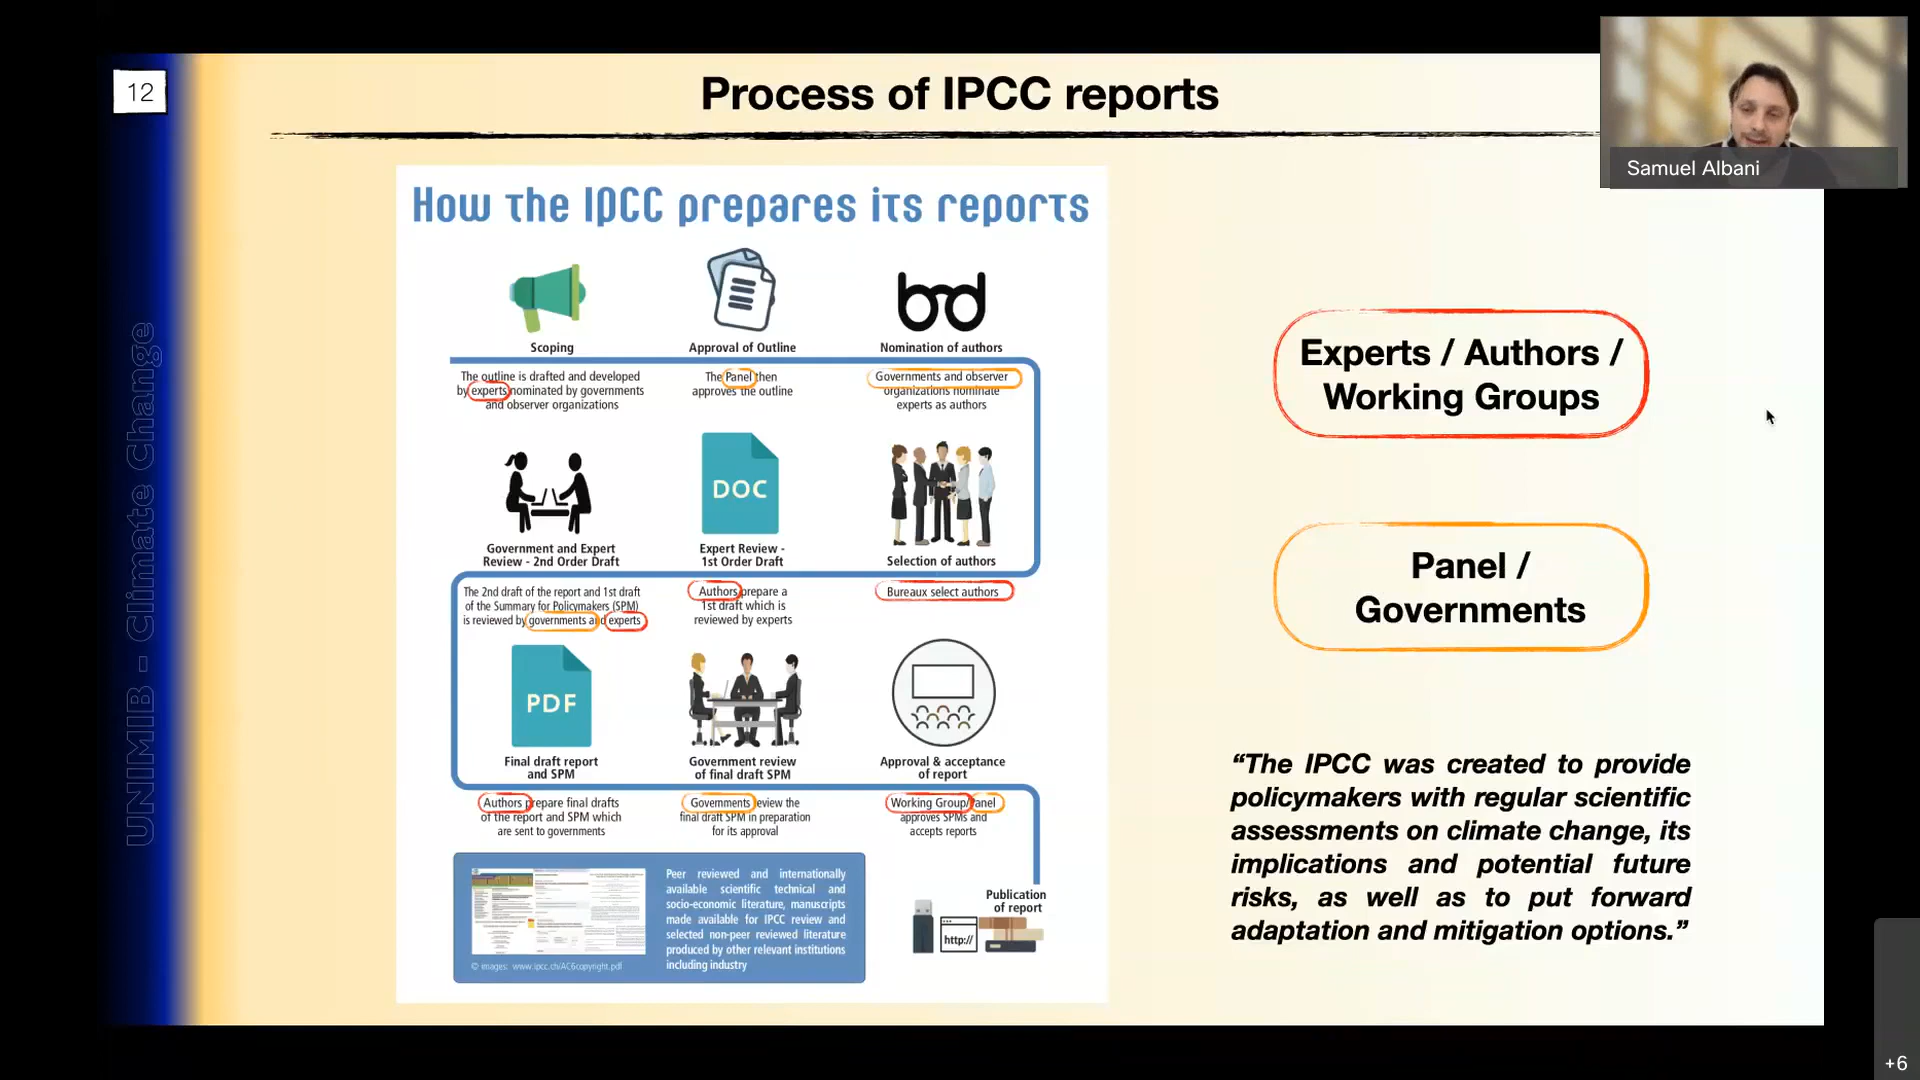 12
Process of IPCC reports
Samuel Albani
UNIMIB - Climate Change
How the IPCC prepares its reports
Scoping
The outline is drafted and developed
by experts nominated by governments
and observer organizations
Approval of Outline
The Panel then
approves the outline
Nomination of authors
Governments and observer
organizations nominate
experts as authors
Selection of authors
Bureaux select authors
DOC
Expert Review -
1st Order Draft
Authors prepare a
1st draft which is
reviewed by experts
Government and Expert
Review - 2nd Order Draft
The 2nd draft of the report and 1st draft
of the Summary for Policymakers (SPM)
is reviewed by governments and experts
PDF
Final draft report
and SPM
Authors prepare final drafts
of the report and SPM which
are sent to governments
Government review
of final draft SPM
Governments review the
final draft SPM in preparation
for its approval
Approval & acceptance
of report
Working Group/Panel
approves SPMs and
accepts reports
Publication
of report
http://
Peer reviewed and internationally
available scientific technical and
socio-economic literature, manuscripts
made available for IPCC review and
selected non-peer reviewed literature
produced by other relevant institutions
including industry
© images: www.ipcc.ch/AC6copyright.pdf
Experts / Authors /
Working Groups
Panel /
Governments
“The IPCC was created to provide
policymakers with regular scientific
assessments on climate change, its
implications and potential future
risks, as well as to put forward
adaptation and mitigation options.”
+6